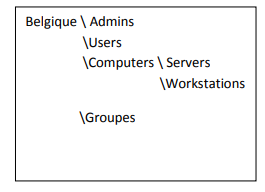 Belgique \ Admins
\Users
\Computers \ Servers
\Workstations
\Groupes